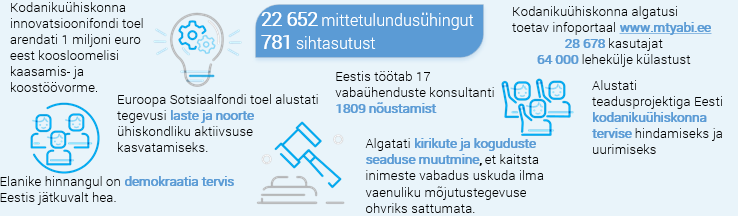 Kodanikuühiskonna
innovatsioonifondi toel
arendati 1 miljoni euro
eest koosloomelisi
kaasamis- ja
koostöövorme.
22 652 mittetulundusühingut
781 sihtasutust
Kodanikuühiskonna algatusi
toetav infoportaal www.mtyabi.ee
28 678 kasutajat
64 000 lehekülje külastust
Euroopa Sotsiaalfondi toel alustati
tegevusi laste ja noorte
ühiskondliku aktiivsuse
kasvatamiseks.
Eestis töötab 17
vabaühenduste konsultanti
1809 nõustamist
Alustati
teadusprojektiga Eesti
kodanikuühiskonna
tervise hindamiseks ja
uurimiseks
Elanike hinnangul on demokraatia tervis
Eestis jätkuvalt hea.
Algatati kirikute ja koguduste
seaduse muutmine, et kaitsta
inimeste vabadus uskuda ilma
vaenuliku mõjutustegevuse
ohvriks sattumata.